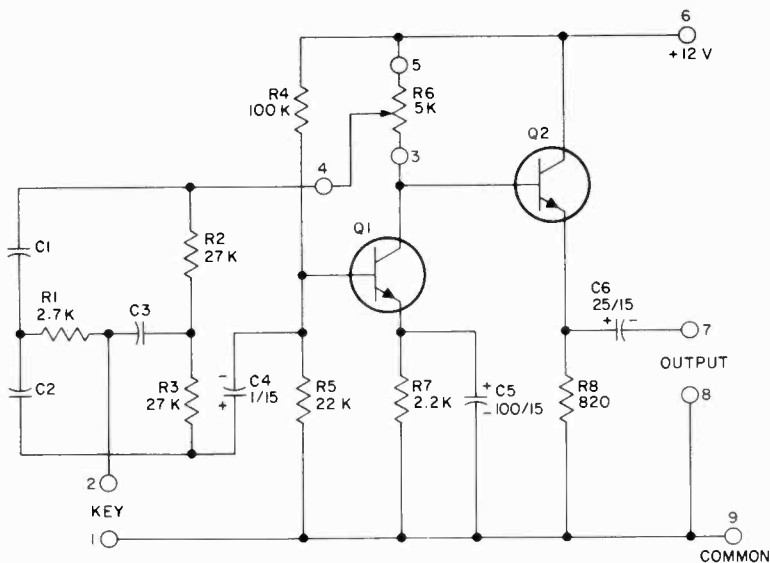 6
+12 V
5
R4
100 K
R6
5K
Q2
4
3
C1
R2
27 K
Q1
R1
2.7K
C3
C6
25/15
+ -
7
OUTPUT
C2
R3
27 K
-
C4
1/15
+
R5
22 K
R7
2.2K
+
C5
- 100/15
R8
820
8
2
KEY
1
9
COMMON